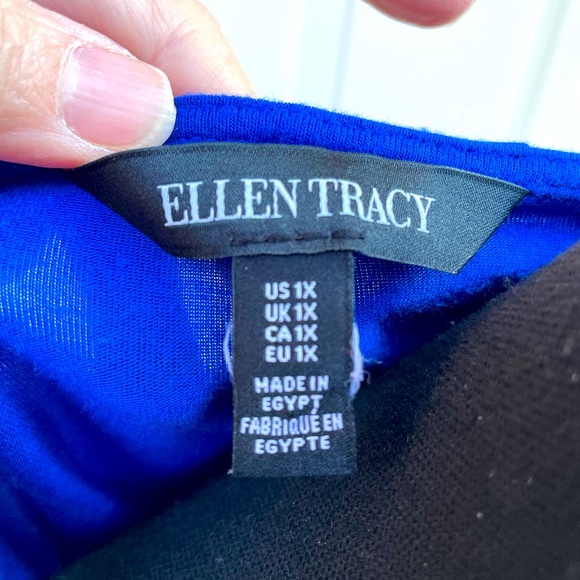 ELLEN TRACY
US 1X
UK 1X
CA 1X
EU 1X
MADE IN
EGYPT
FABRIQUÉ EN
EGYPTE